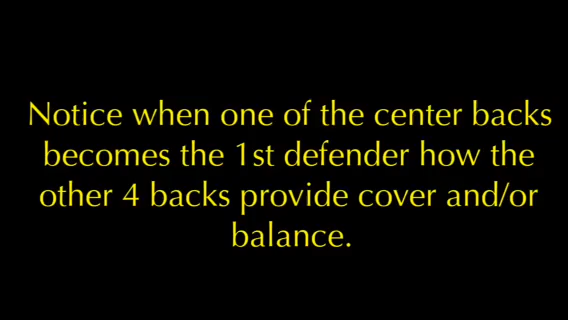 Notice when one of the center backs
becomes the 1st defender how the
other 4 backs provide cover and/or
balance.